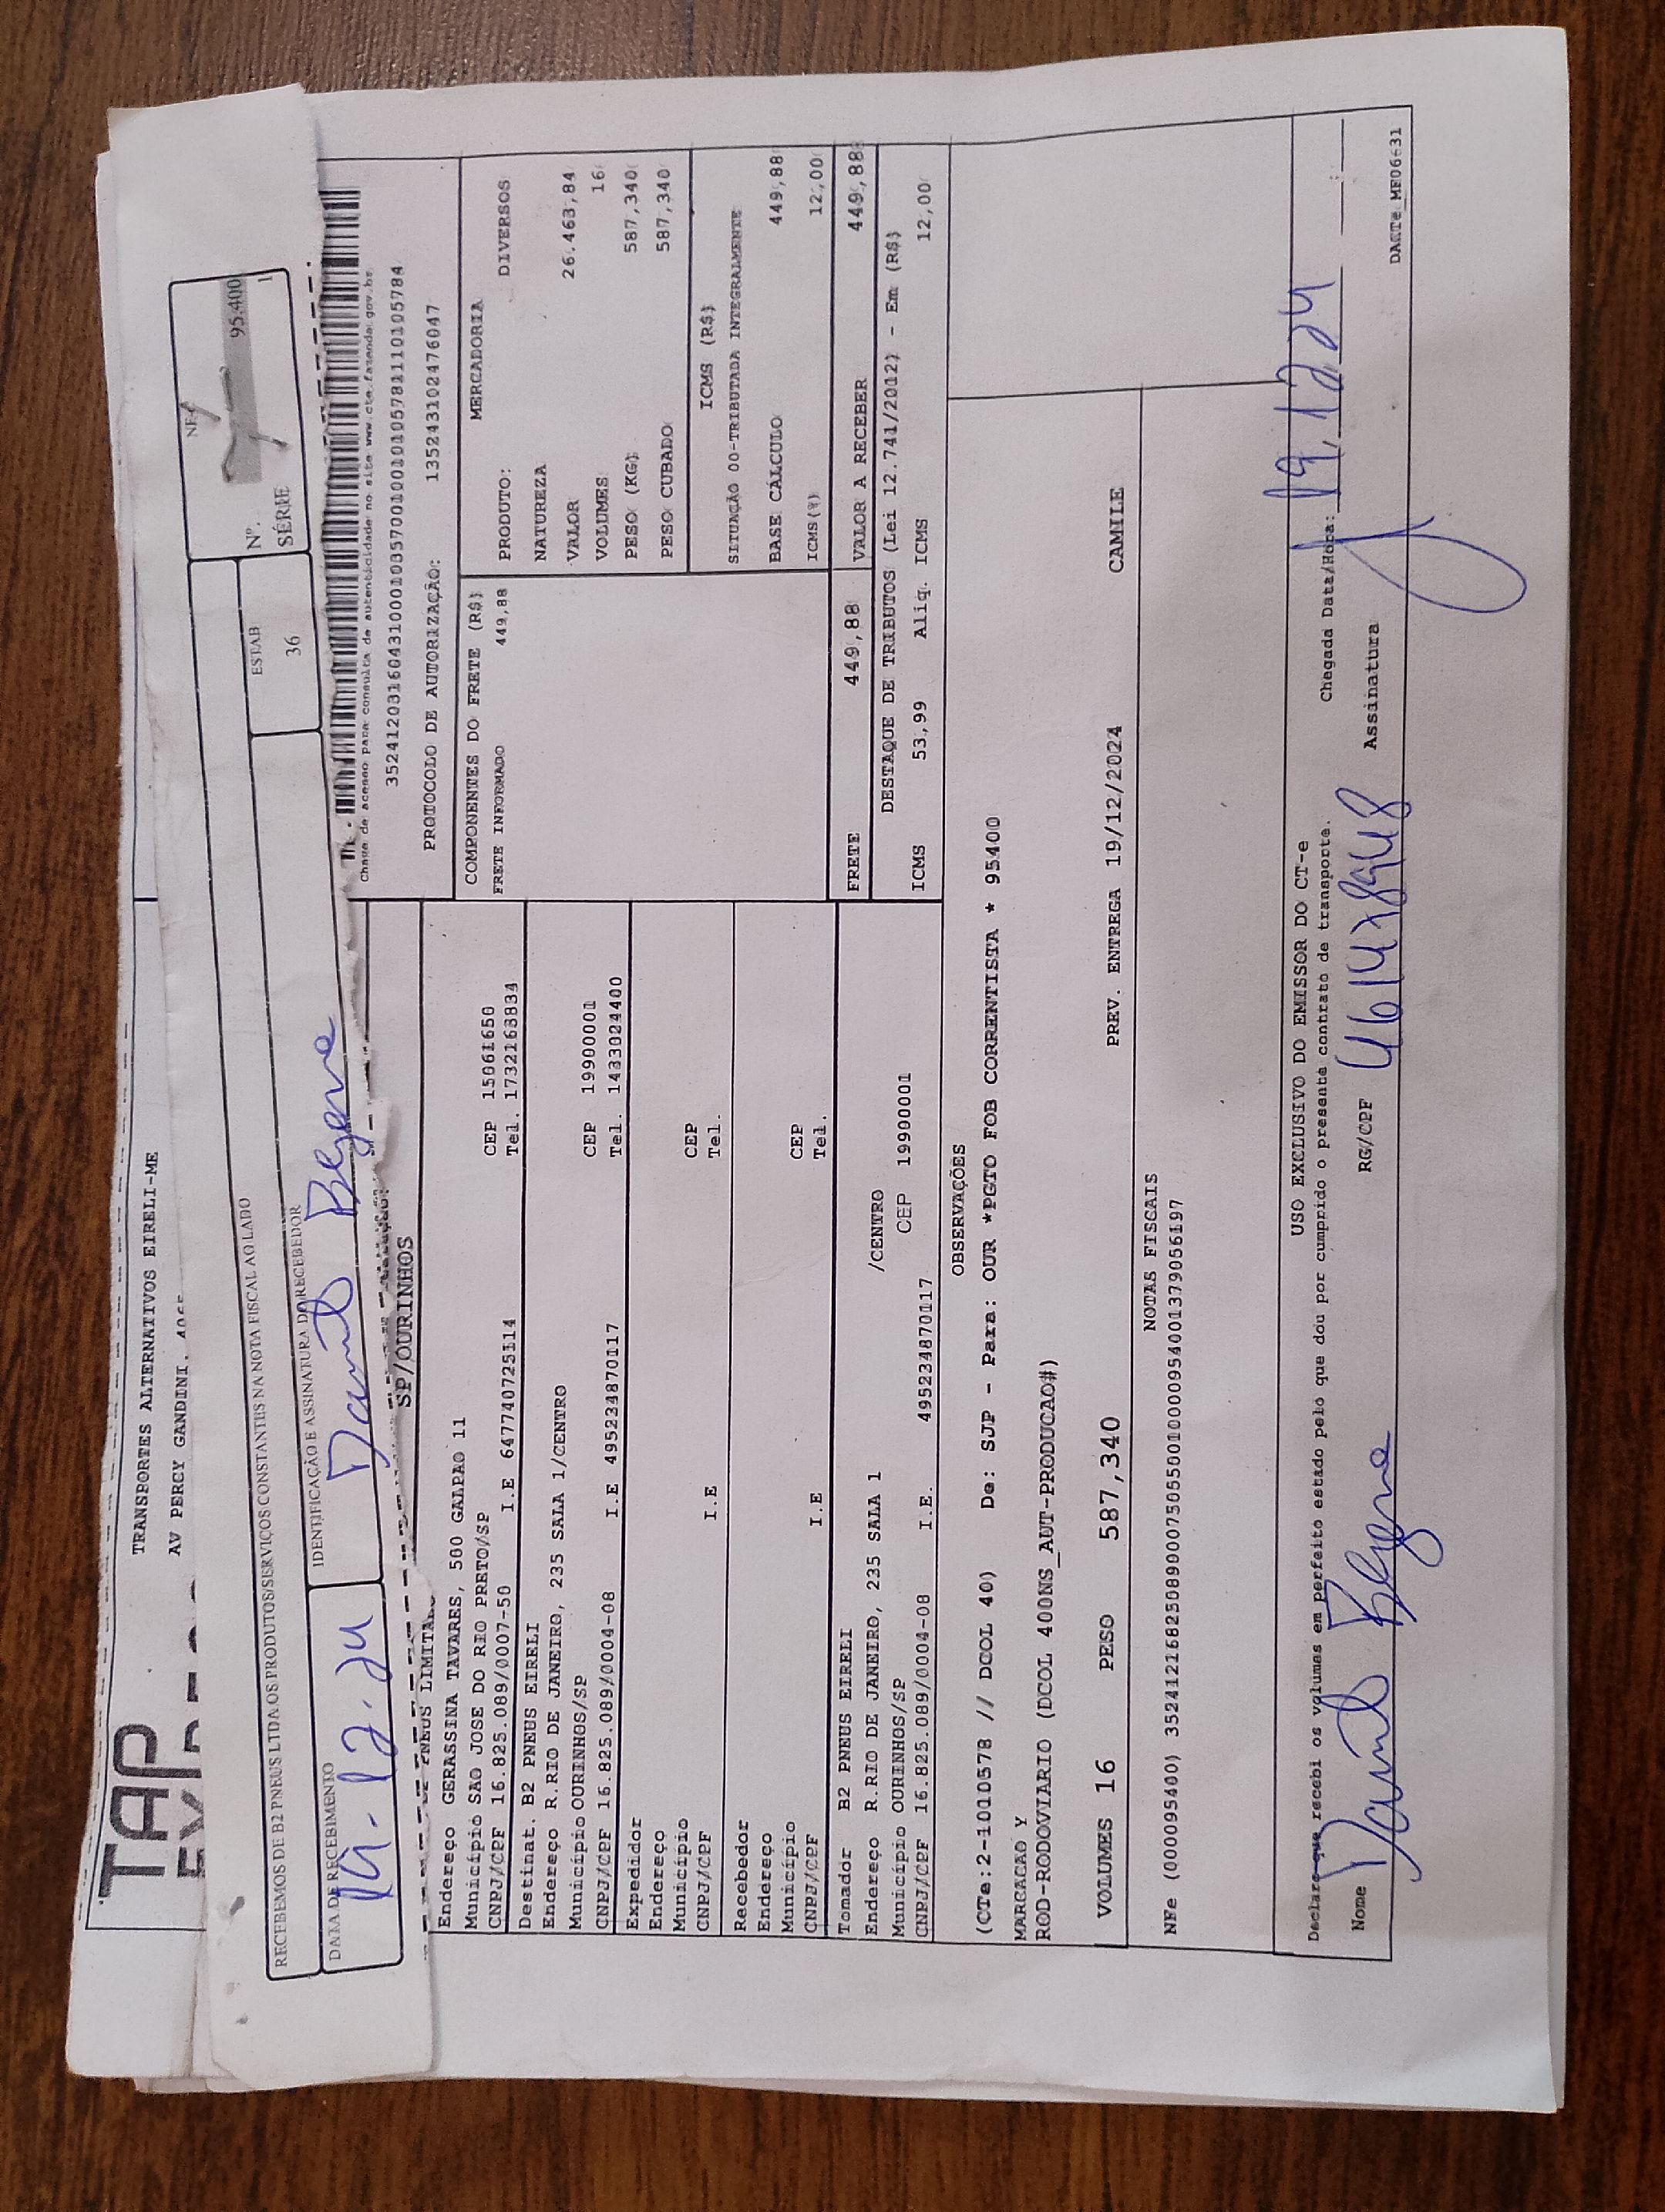 TAP
TRANSPORTES ALTERNATIVOS EIRELI-ME
AV PERCY GANDINI.
RECEBEMOS DE B2 PNEUS LTDA.OS PRODUTOS/SERVIÇOS CONSTANTES NA NOTA FISCAL AO LADO
ESTAB
36
NF-
Nº. 95.400
SÉRIE 1
DATA DE RECEBIMENTO
19.12.24
IDENTIFICAÇÃO E ASSINATURA DO RECEBEDOR
Chave de acesso para consulta de autenticidade no site www.cte.fazenda.gov.br
PROTOCOLO DE AUTORIZAÇÃO: 135243102476047
SP/OURINHOS
PNEUS
Endereço GERASSINA TAVARES, 500 GALPAO 11
Município SAO JOSE DO RIO PRETO/SP CEP 15061650
CNPJ/CPF 16.825.089/0007-50 I.E 647740725114 Tel. 1732163834
Destinat. B2 PNEUS EIRELI
Endereço R.RIO DE JANEIRO, 235 SALA 1/CENTRO
Município OURINHOS/SP CEP 19900001
CNPJ/CPF 16.825.089/0004-08 I.E 495234870117 Tel. 1433024400
Expedidor
Endereço
Município CEP
CNPJ/CPF I.E Tel.
Recebedor
Endereço
Município CEP
CNPJ/CPF I.E Tel.
Tomador B2 PNEUS EIRELI
Endereço R.RIO DE JANEIRO, 235 SALA 1 /CENTRO
Município OURINHOS/SP CEP 19900001
CNPJ/CPF 16.825.089/0004-08 I.E. 495234870117
COMPONENTES DO FRETE (R$)
FRETE INFORMADO 449,88
MERCADORIA
PRODUTO: DIVERSOS
NATUREZA
VALOR 26.463,84
VOLUMES 16
PESO (KG) 587,340
PESO CUBADO 587,340
ICMS (R$)
SITUAÇÃO 00-TRIBUTADA INTEGRALMENTE
BASE CÁLCULO 449,88
ICMS(%) 12,00
FRETE 449,88 VALOR A RECEBER 449,88
DESTAQUE DE TRIBUTOS (Lei 12.741/2012) - Em (R$)
ICMS 53,99 Alíq. ICMS 12,00
OBSERVAÇÕES
(CTe:2-1010578 // DCOL 40) De: SJP - Para: OUR *PGTO FOB CORRENTISTA * 95400
MARCACAO Y
ROD-RODOVIARIO (DCOL 400NS_AUT-PRODUCAO#)
VOLUMES 16 PESO 587,340 PREV. ENTREGA 19/12/2024 CAMILE
NOTAS FISCAIS
NFe (000095400) 35241216825089000750550010000954001379056197
USO EXCLUSIVO DO EMISSOR DO CT-e
Declaro que recebi os volumes em perfeito estado pelo que dou por cumprido o presente contrato de transporte.
Chegada Data/Hora: 19,12,24
Nome
RG/CPF
Assinatura
DACTe_MF06631